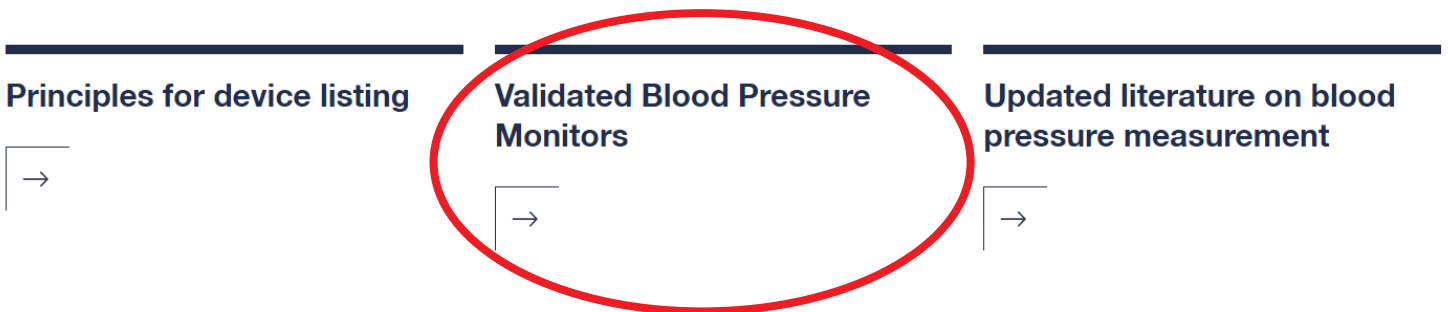 Principles for device listing
Validated Blood Pressure
Monitors
Updated literature on blood
pressure measurement